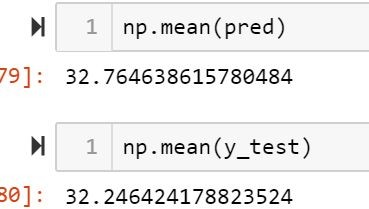 1 np.mean(pred)
79]: 32.764638615780484
1 np.mean(y_test)
80]: 32.246424178823524